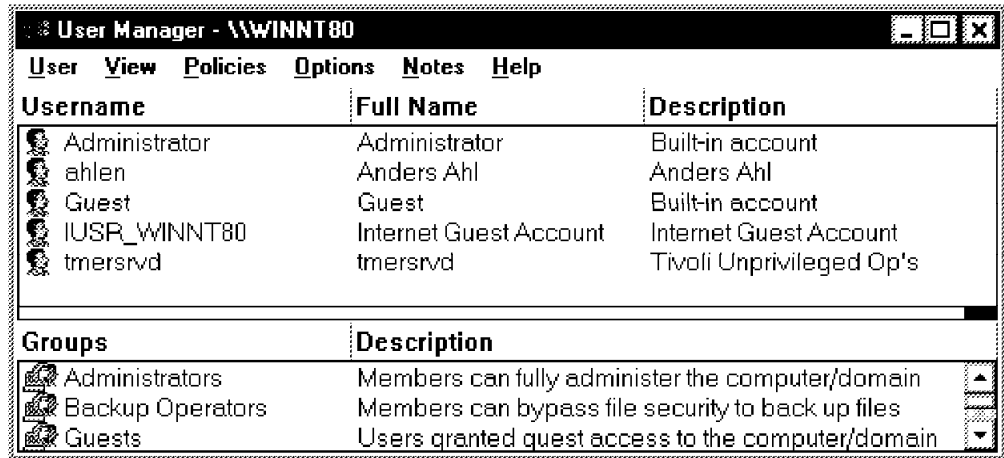 User Manager - \\WINNT80
User View Policies Options Notes Help
Username Full Name Description
Administrator Administrator Built-in account
ahlen Anders Ahl Anders Ahl
Guest Guest Built-in account
IUSR_WINNT80 Internet Guest Account Internet Guest Account
tmersrvd tmersrvd Tivoli Unprivileged Op's
Groups Description
Administrators Members can fully administer the computer/domain
Backup Operators Members can bypass file security to back up files
Guests Users granted guest access to the computer/domain